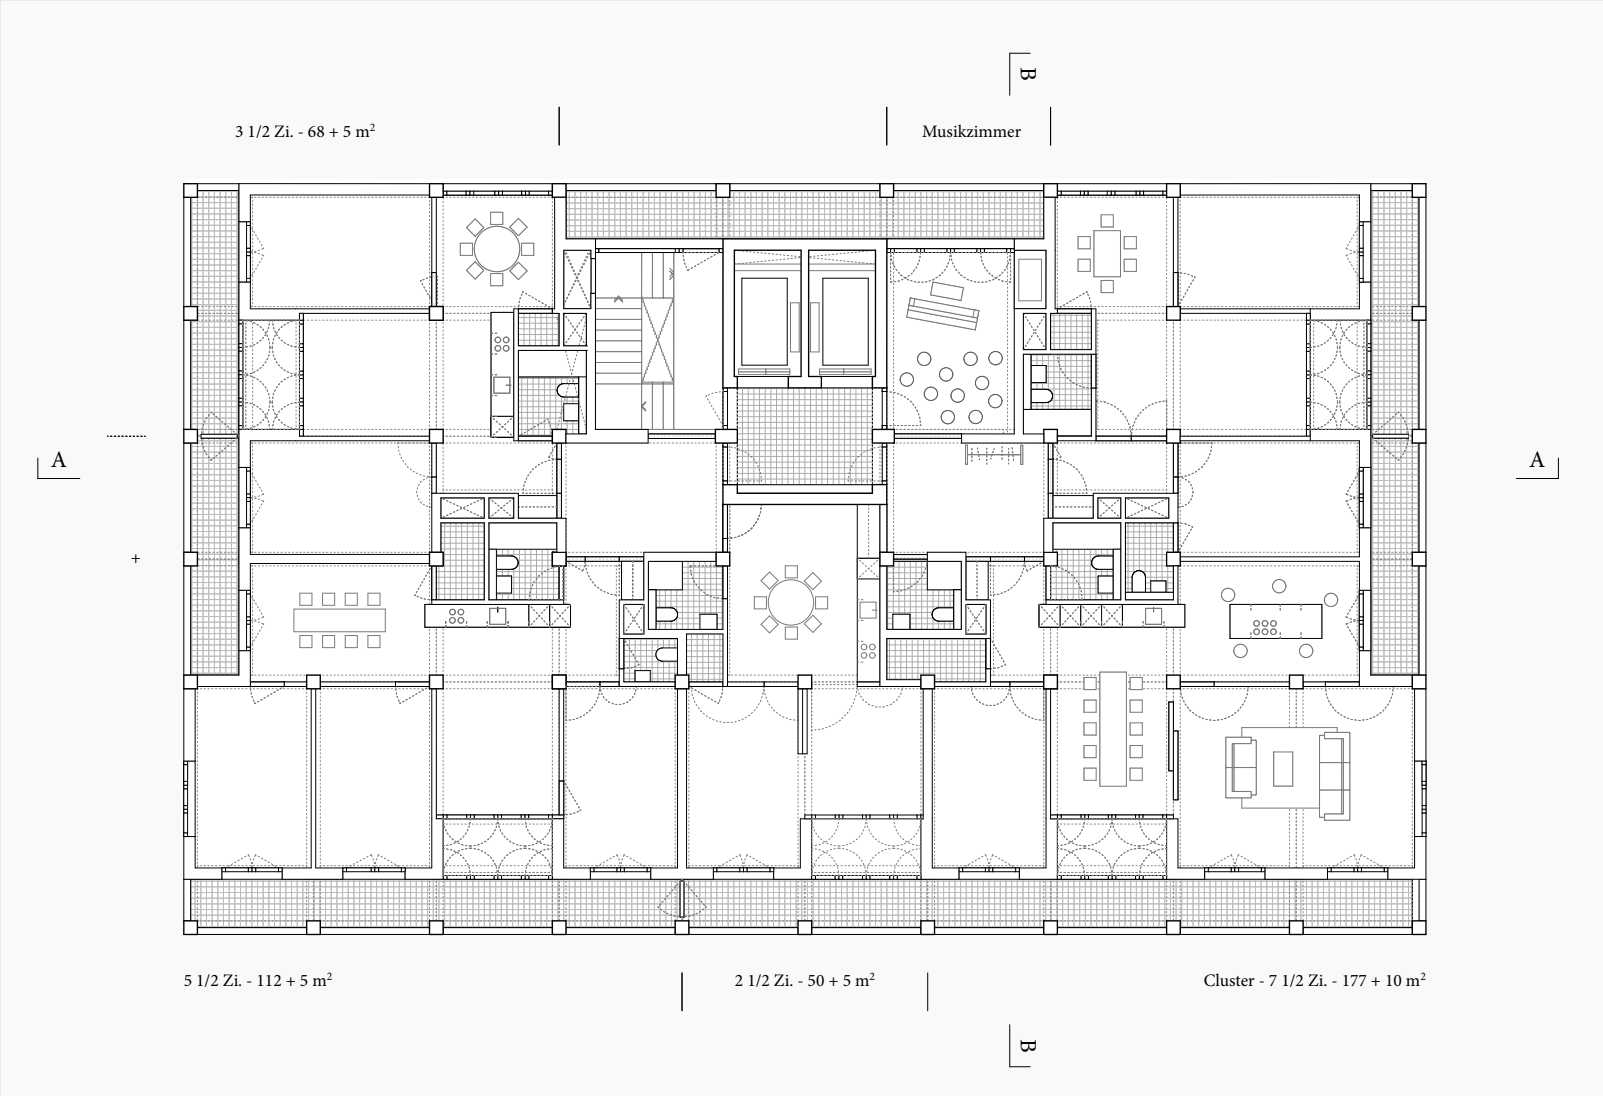 B
3 1/2 Zi. - 68 + 5 m²
Musikzimmer
A
A
+
5 1/2 Zi. - 112 + 5 m²
2 1/2 Zi. - 50 + 5 m²
Cluster - 7 1/2 Zi. - 177 + 10 m²
B